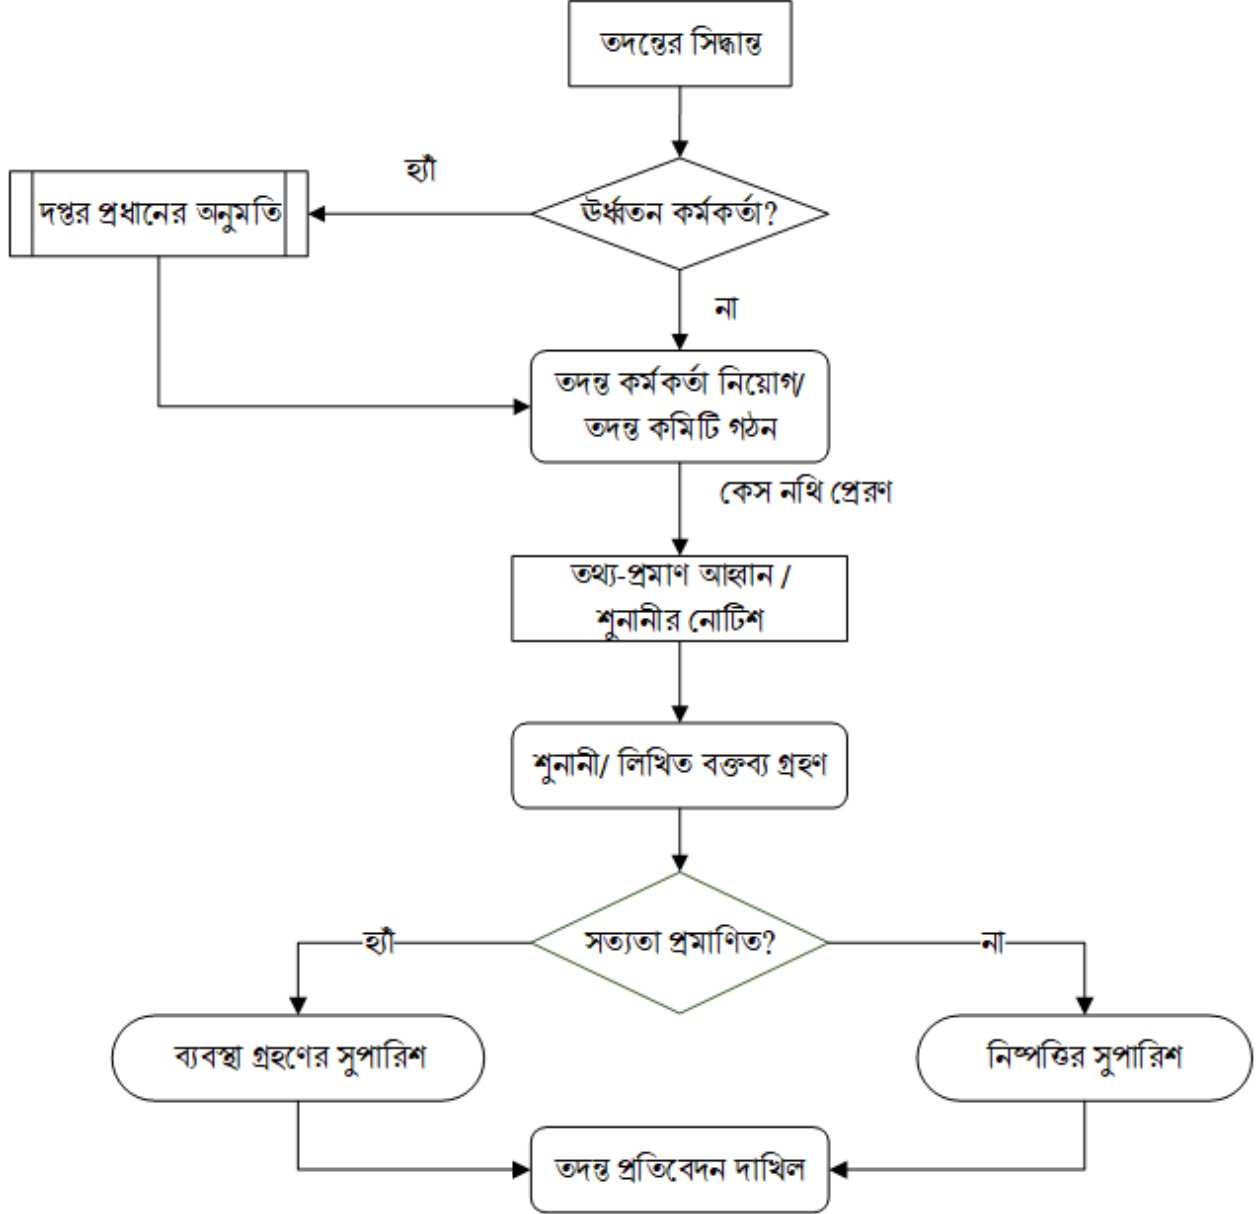 তদন্তের সিদ্ধান্ত
হ্যাঁ
দপ্তর প্রধানের অনুমতি
ঊর্ধ্বতন কর্মকর্তা?
না
তদন্ত কর্মকর্তা নিয়োগ/
তদন্ত কমিটি গঠন
কেস নথি প্রেরণ
তথ্য-প্রমাণ আহ্বান /
শুনানীর নোটিশ
শুনানী/ লিখিত বক্তব্য গ্রহণ
হ্যাঁ
সত্যতা প্রমাণিত?
না
ব্যবস্থা গ্রহণের সুপারিশ
নিষ্পত্তির সুপারিশ
তদন্ত প্রতিবেদন দাখিল